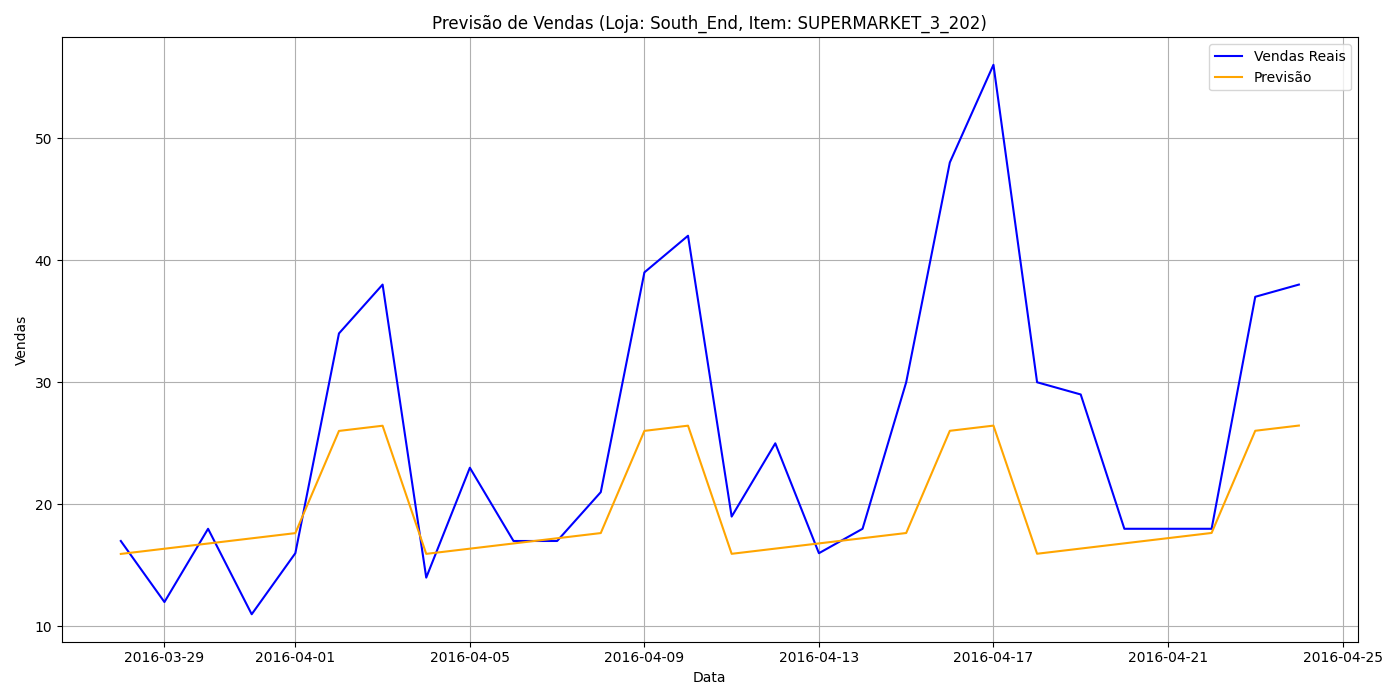 Previsão de Vendas (Loja: South_End, Item: SUPERMARKET_3_202)
Vendas Reais
Previsão
Vendas
50
40
30
20
10
2016-03-29 2016-04-01 2016-04-05 2016-04-09 2016-04-13 2016-04-17 2016-04-21 2016-04-25
Data